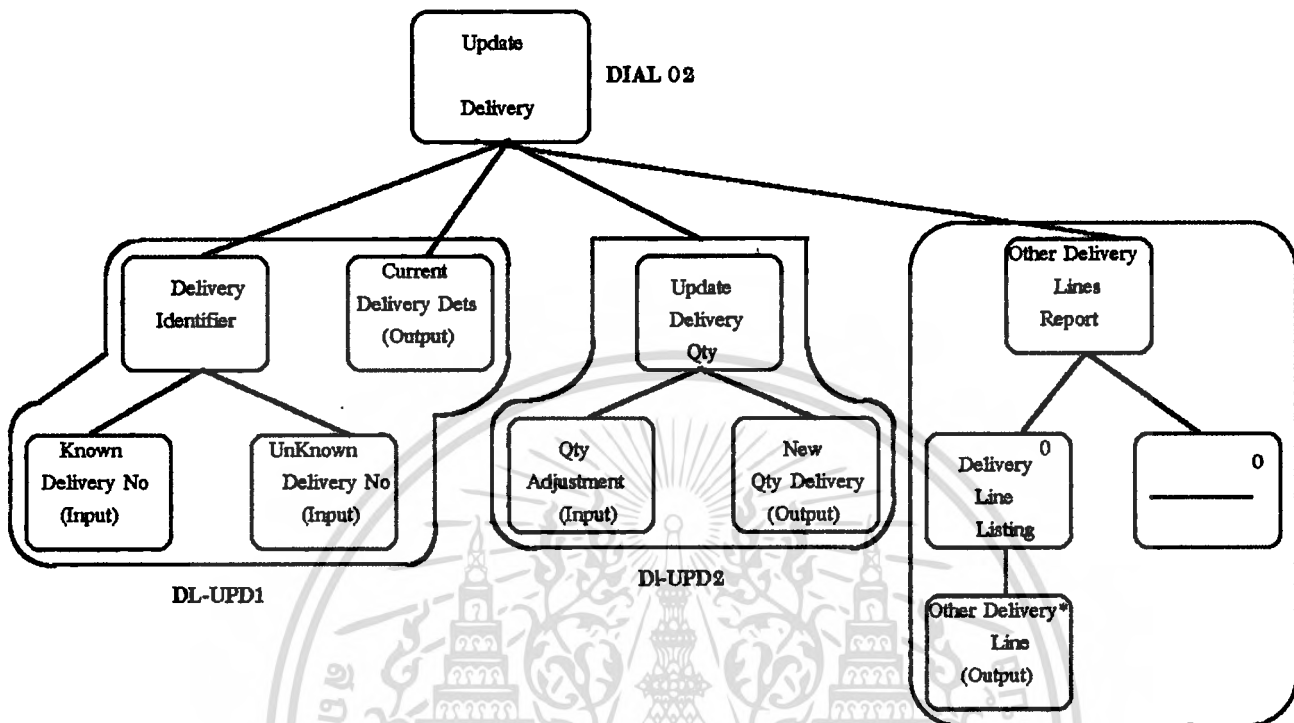 Update
Delivery
DIAL 02
Delivery
Identifier
Current
Delivery Dets
(Output)
Update
Delivery
Qty
Other Delivery
Lines
Report
Known
Delivery No
(Input)
UnKnown
Delivery No
(Input)
Qty
Adjustment
(Input)
New
Qty Delivery
(Output)
Delivery 0
Line
Listing
0
DL-UPD1
Dl-UPD2
Other Delivery*
Line
(Output)